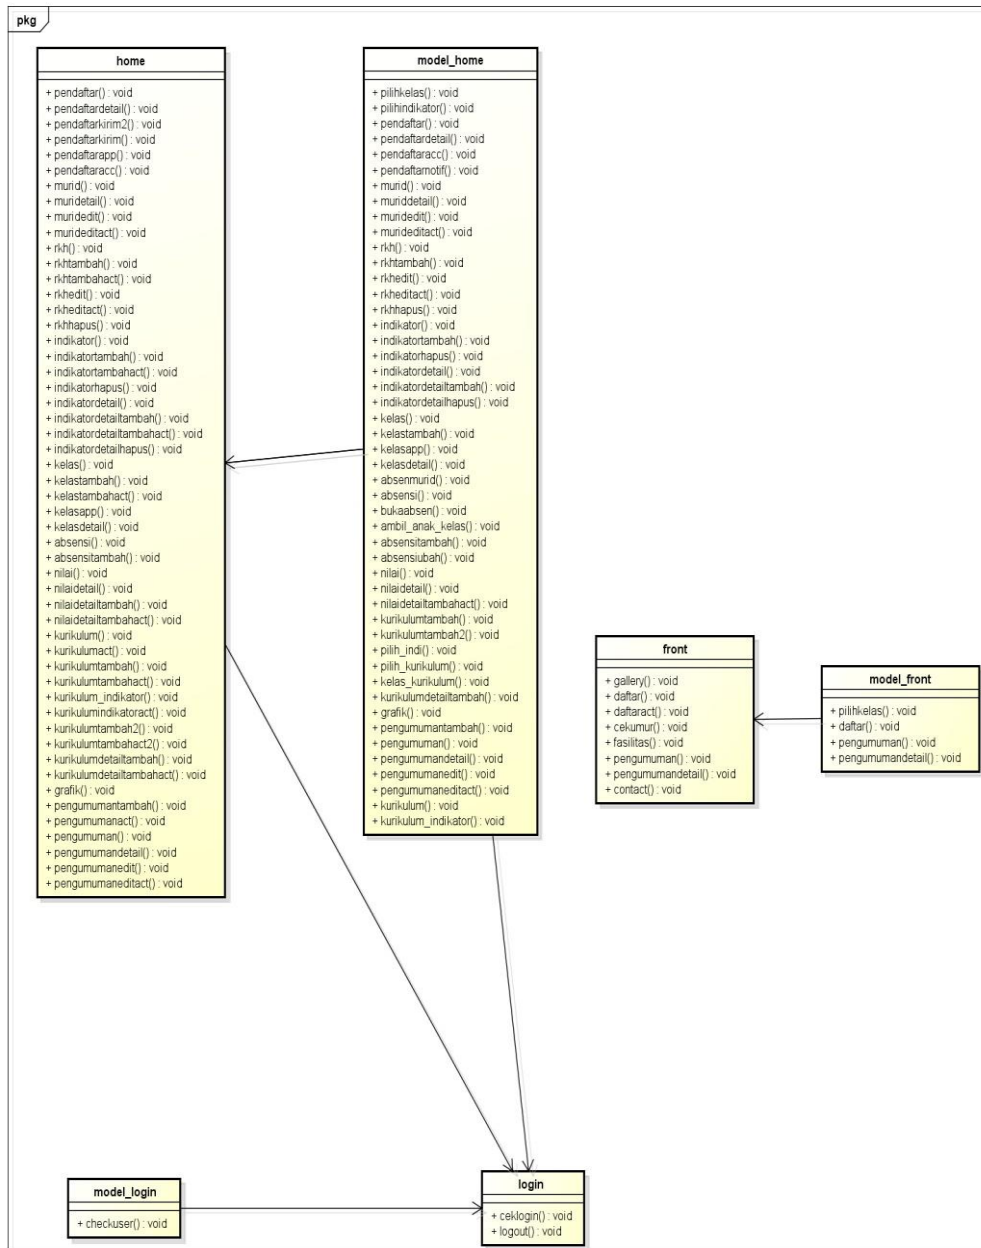 pkg
home
+ pendaftar() : void
+ pendaftardetail() : void
+ pendaftarkirim2() : void
+ pendaftarkirim() : void
+ pendaftarapp() : void
+ pendaftaracc() : void
+ murid() : void
+ muridetail() : void
+ muridedit() : void
+ murideditact() : void
+ rkh() : void
+ rkhtambah() : void
+ rkhtambahact() : void
+ rkhedit() : void
+ rkheditact() : void
+ rkhhapus() : void
+ indikator() : void
+ indikatortambah() : void
+ indikatortambahact() : void
+ indikatorhapus() : void
+ indikatordetail() : void
+ indikatordetailtambah() : void
+ indikatordetailtambahact() : void
+ indikatordetailhapus() : void
+ kelas() : void
+ kelastambah() : void
+ kelastambahact() : void
+ kelasapp() : void
+ kelasdetail() : void
+ absensi() : void
+ absensitambah() : void
+ nilai() : void
+ nilaidetail() : void
+ nilaidetailtambah() : void
+ nilaidetailtambahact() : void
+ kurikulum() : void
+ kurikulumact() : void
+ kurikulumtambah() : void
+ kurikulumtambahact() : void
+ kurikulum_indikator() : void
+ kurikulumindikatoract() : void
+ kurikulumtambah2() : void
+ kurikulumtambahact2() : void
+ kurikulumdetailtambah() : void
+ kurikulumdetailtambahact() : void
+ grafik() : void
+ pengumumantambah() : void
+ pengumumanact() : void
+ pengumuman() : void
+ pengumumandetail() : void
+ pengumumanedit() : void
+ pengumumaneditact() : void
model_home
+ pilihkelas() : void
+ pilihindikator() : void
+ pendaftar() : void
+ pendaftardetail() : void
+ pendaftaracc() : void
+ pendaftarnotif() : void
+ murid() : void
+ muriddetail() : void
+ muridedit() : void
+ murideditact() : void
+ rkh() : void
+ rkhtambah() : void
+ rkhedit() : void
+ rkheditact() : void
+ rkhhapus() : void
+ indikator() : void
+ indikatortambah() : void
+ indikatorhapus() : void
+ indikatordetail() : void
+ indikatordetailtambah() : void
+ indikatordetailhapus() : void
+ kelas() : void
+ kelastambah() : void
+ kelasapp() : void
+ kelasdetail() : void
+ absenmurid() : void
+ absensi() : void
+ bukaabsen() : void
+ ambil_anak_kelas() : void
+ absensitambah() : void
+ absensiubah() : void
+ nilai() : void
+ nilaidetail() : void
+ nilaidetailtambahact() : void
+ kurikulumtambah() : void
+ kurikulumtambah2() : void
+ pilih_indi() : void
+ pilih_kurikulum() : void
+ kelas_kurikulum() : void
+ kurikulumdetailtambah() : void
+ grafik() : void
+ pengumumantambah() : void
+ pengumuman() : void
+ pengumumandetail() : void
+ pengumumanedit() : void
+ pengumumaneditact() : void
+ kurikulum() : void
+ kurikulum_indikator() : void
front
+ gallery() : void
+ daftar() : void
+ daftaract() : void
+ cekumur() : void
+ fasilitas() : void
+ pengumuman() : void
+ pengumumandetail() : void
+ contact() : void
model_front
+ pilihkelas() : void
+ daftar() : void
+ pengumuman() : void
+ pengumumandetail() : void
model_login
+ checkuser() : void
login
+ ceklogin() : void
+ logout() : void